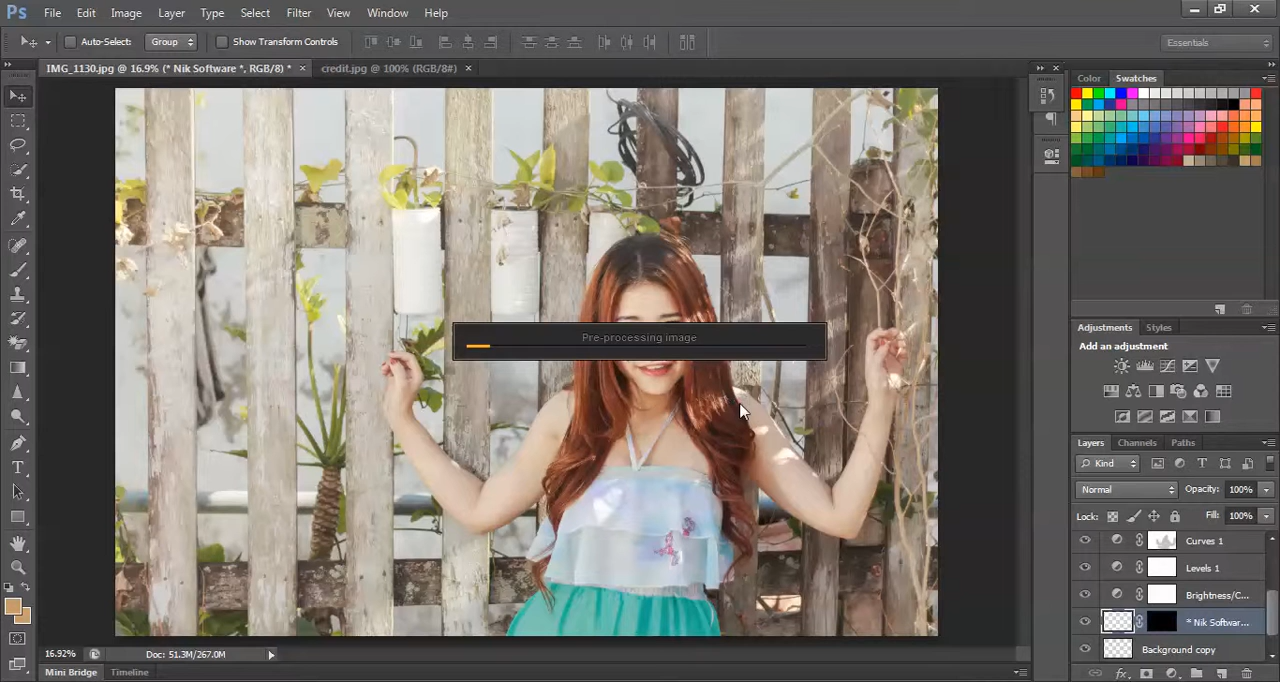 Ps File Edit Image Layer Type Select Filter View Window Help
Auto-Select: Group Show Transform Controls Essentials
IMG_1130.jpg @ 16.9% (* Nik Software *, RGB/8) * × credit.jpg @ 100% (RGB/8#) ×
Color Swatches
Pre-processing image
Adjustments Styles
Add an adjustment
Layers Channels Paths
Kind
Normal Opacity: 100%
Lock: Fill: 100%
Curves 1
Levels 1
Brightness/C...
* Nik Softwar...
Background copy
16.92% Doc: 51.3M/267.0M
Mini Bridge Timeline